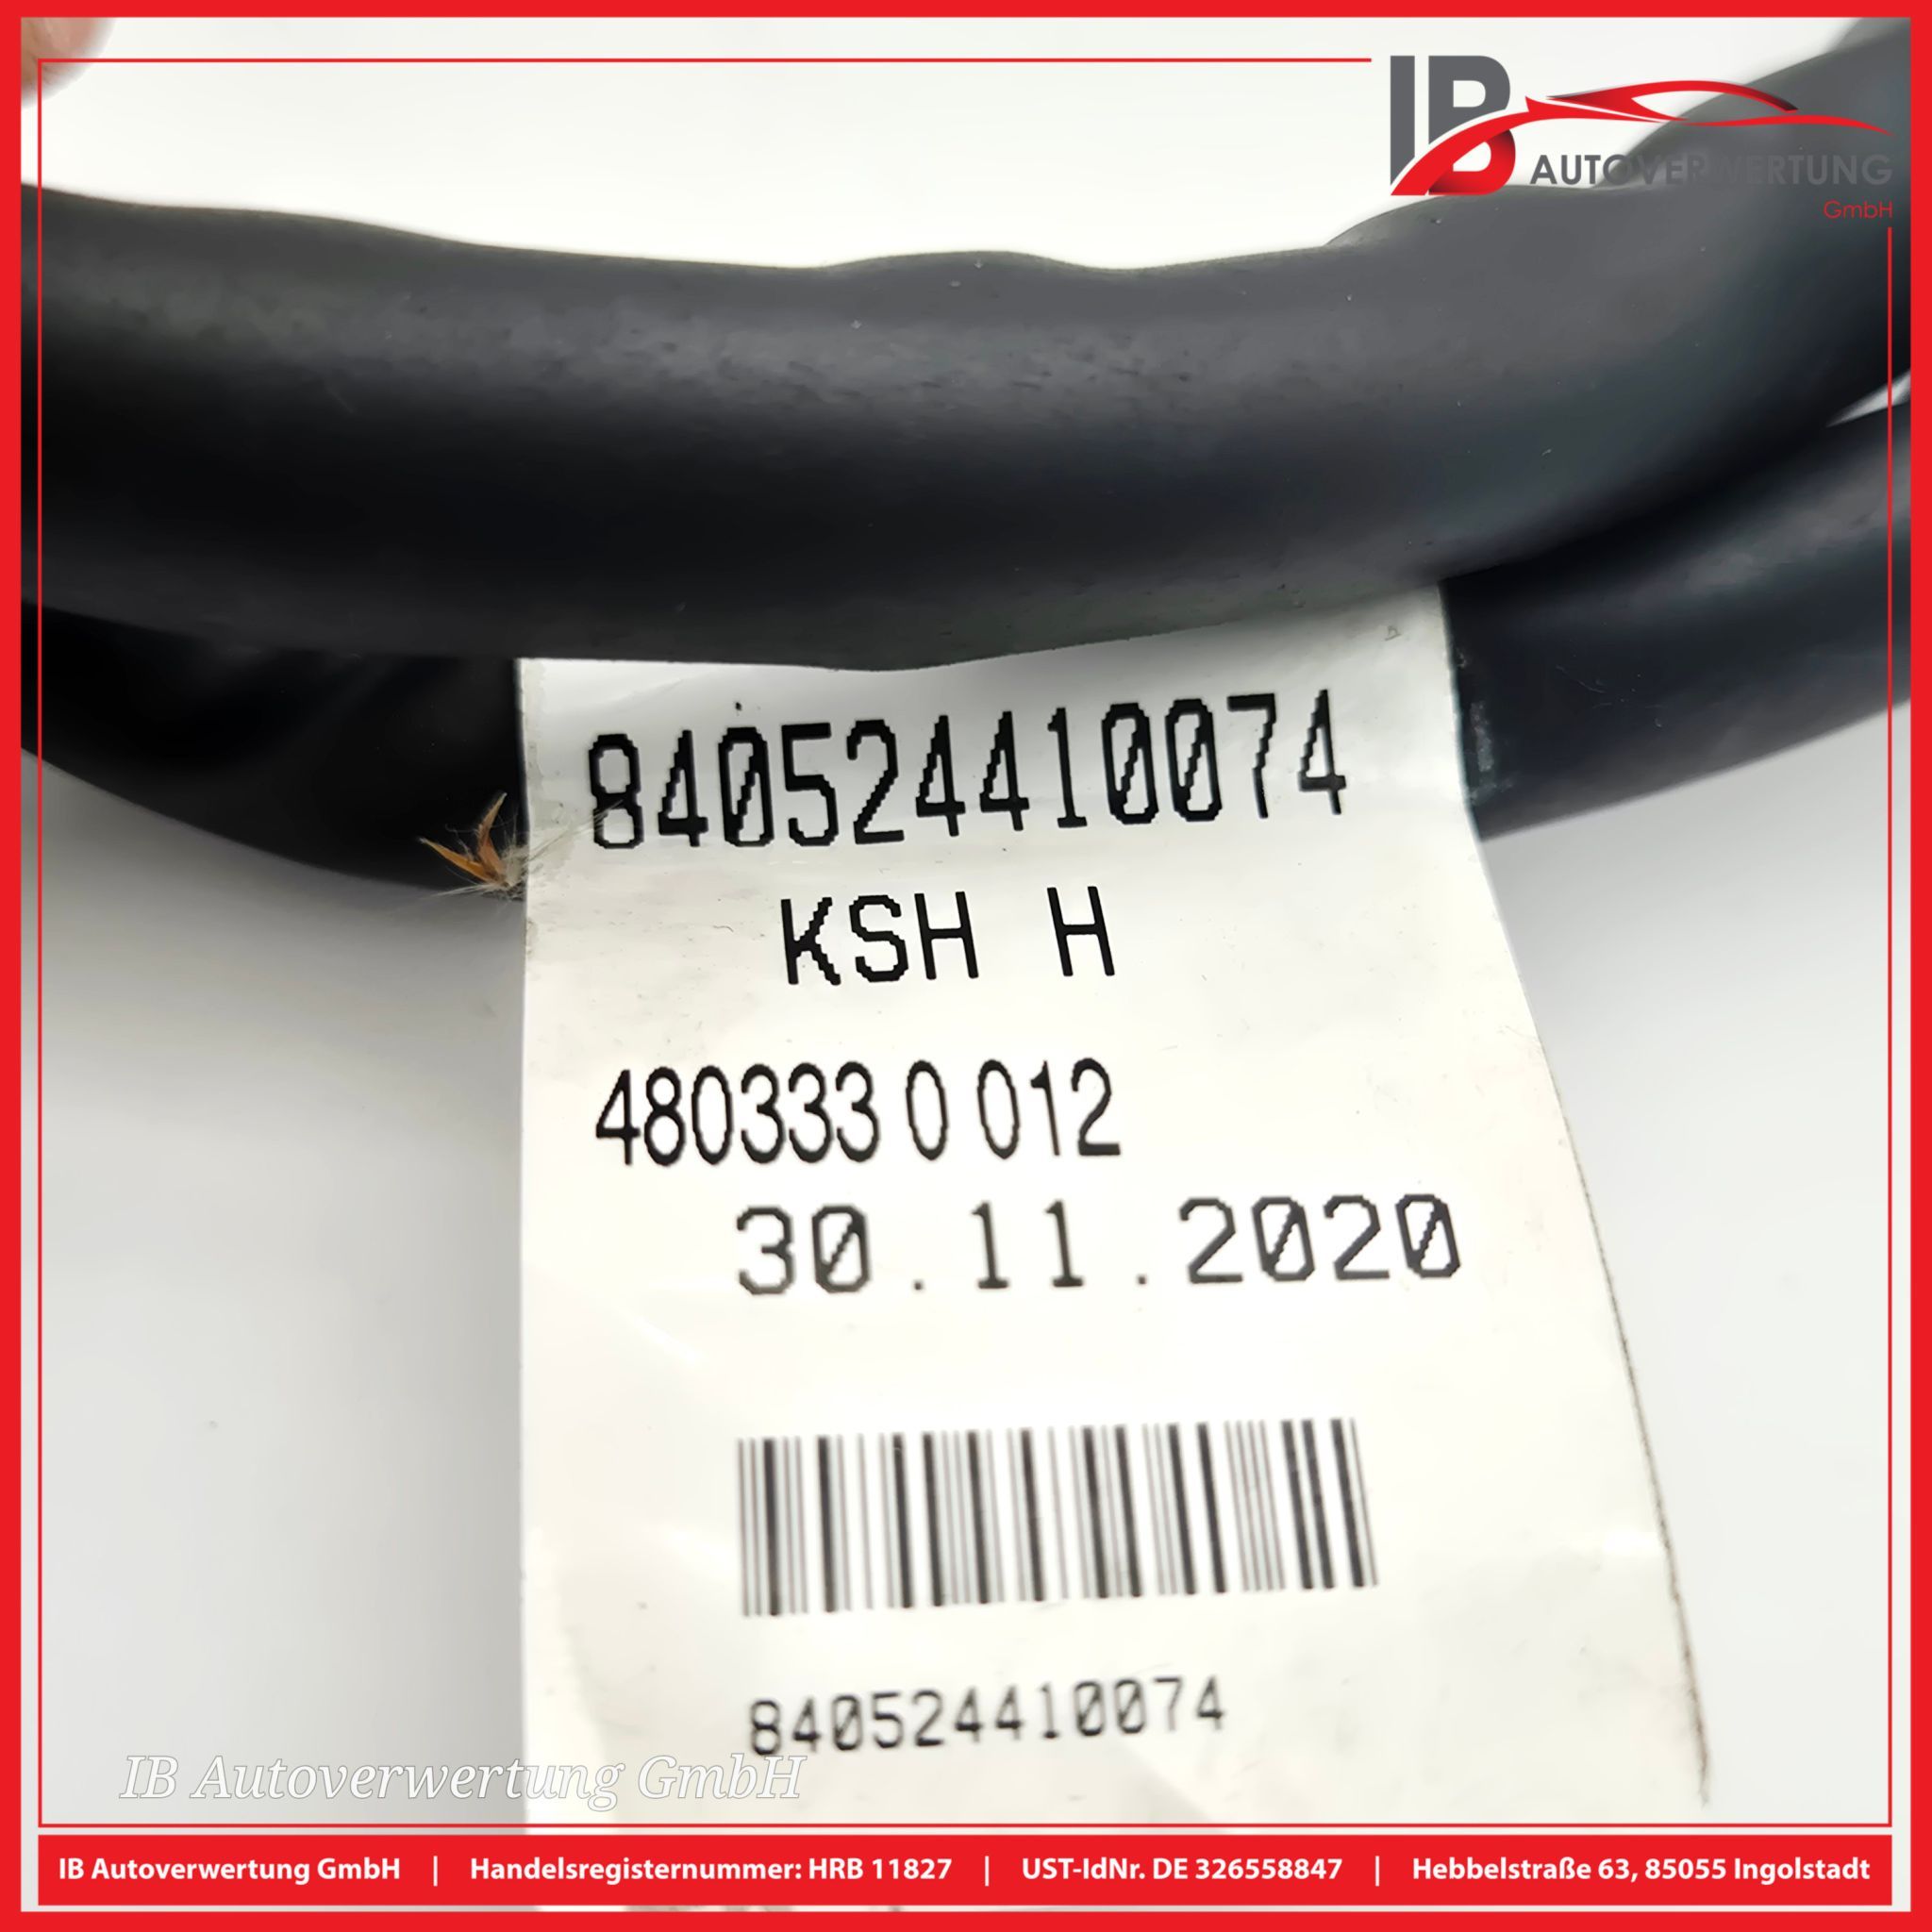 IB
AUTOVERWERTUNG
GmbH
840524410074
KSH H
480333 0 012
30.11.2020
840524410074
IB Autoverwertung GmbH
IB Autoverwertung GmbH | Handelsregisternummer: HRB 11827 | UST-IdNr. DE 326558847 | Hebbelstraße 63, 85055 Ingolstadt